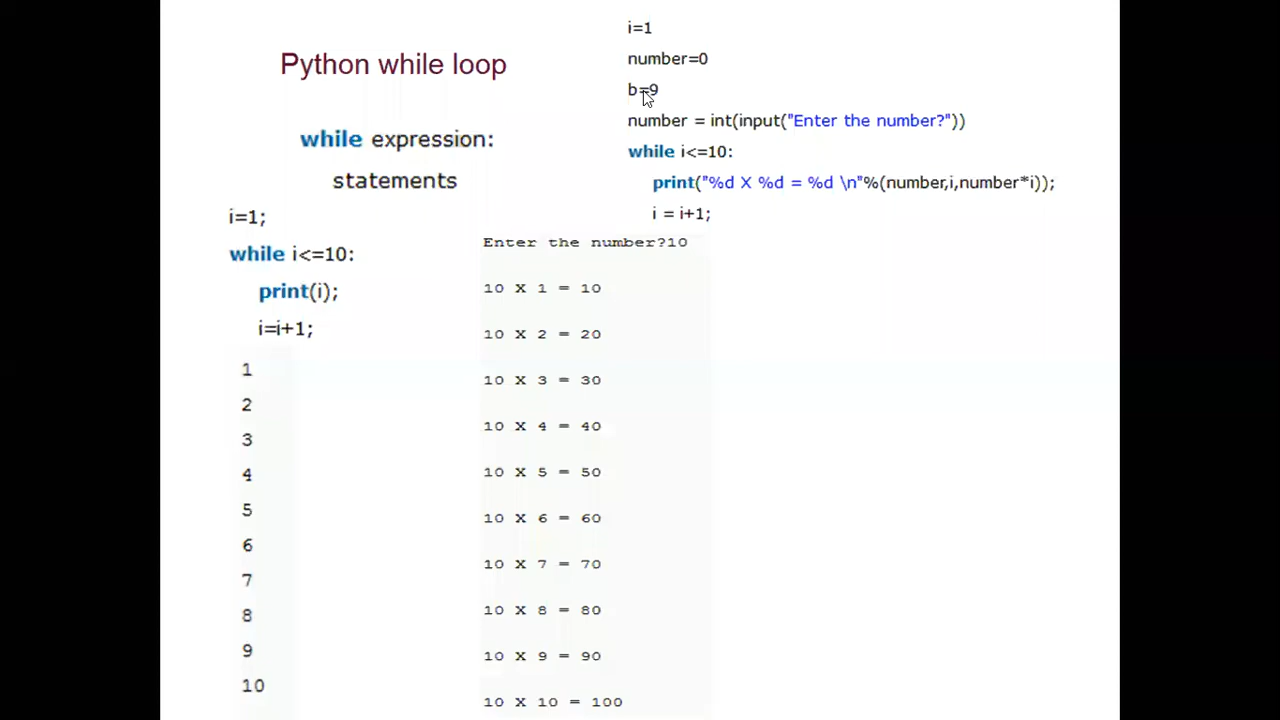 Python while loop
while expression:
statements
i=1;
while i<=10:
print(i);
i=i+1;
1
2
3
4
5
6
7
8
9
10
i=1
number=0
b=9
number = int(input("Enter the number?"))
while i<=10:
print("%d X %d = %d \n"%(number,i,number*i));
i = i+1;
Enter the number?10
10 X 1 = 10
10 X 2 = 20
10 X 3 = 30
10 X 4 = 40
10 X 5 = 50
10 X 6 = 60
10 X 7 = 70
10 X 8 = 80
10 X 9 = 90
10 X 10 = 100